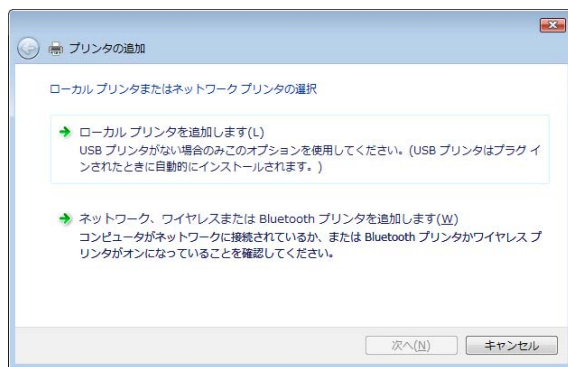 プリンタの追加
ローカル プリンタまたはネットワーク プリンタの選択
ローカル プリンタを追加します(L)
USB プリンタがない場合のみこのオプションを使用してください。(USB プリンタはプラグ イ
ンされたときに自動的にインストールされます。)
ネットワーク、ワイヤレスまたは Bluetooth プリンタを追加します(W)
コンピュータがネットワークに接続されているか、または Bluetooth プリンタかワイヤレス プ
リンタがオンになっていることを確認してください。
次へ(N) キャンセル